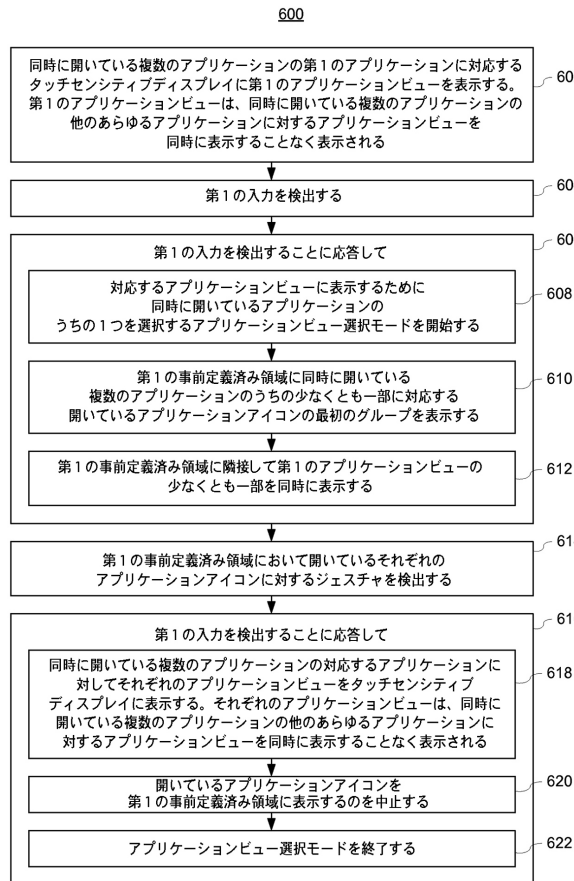 600
同時に開いている複数のアプリケーションの第1のアプリケーションに対応する
タッチセンシティブディスプレイに第1のアプリケーションビューを表示する。
第1のアプリケーションビューは、同時に開いている複数のアプリケーションの
他のあらゆるアプリケーションに対するアプリケーションビューを
同時に表示することなく表示される
60
第1の入力を検出する
60
第1の入力を検出することに応答して
60
対応するアプリケーションビューに表示するために
同時に開いているアプリケーションの
うちの1つを選択するアプリケーションビュー選択モードを開始する
608
第1の事前定義済み領域に同時に開いている
複数のアプリケーションのうちの少なくとも一部に対応する
開いているアプリケーションアイコンの最初のグループを表示する
610
第1の事前定義済み領域に隣接して第1のアプリケーションビューの
少なくとも一部を同時に表示する
612
第1の事前定義済み領域において開いているそれぞれの
アプリケーションアイコンに対するジェスチャを検出する
61
第1の入力を検出することに応答して
61
同時に開いている複数のアプリケーションの対応するアプリケーションに
対してそれぞれのアプリケーションビューをタッチセンシティブ
ディスプレイに表示する。それぞれのアプリケーションビューは、同時に
開いている複数のアプリケーションの他のあらゆるアプリケーションに
対するアプリケーションビューを同時に表示することなく表示される
618
開いているアプリケーションアイコンを
第1の事前定義済み領域に表示するのを中止する
620
アプリケーションビュー選択モードを終了する
622